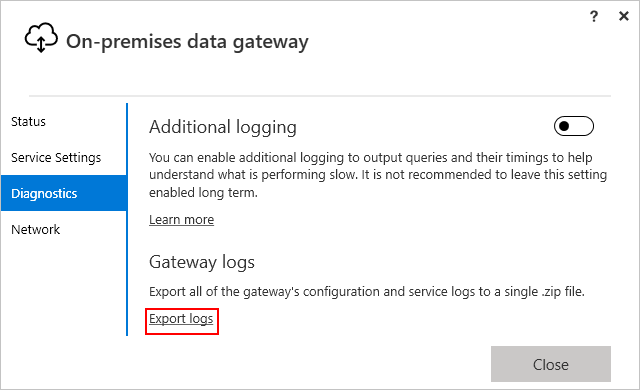 ? ×
On-premises data gateway
Status
Service Settings
Diagnostics
Network
Additional logging
You can enable additional logging to output queries and their timings to help
understand what is performing slow. It is not recommended to leave this setting
enabled long term.
Learn more
Gateway logs
Export all of the gateway's configuration and service logs to a single .zip file.
Export logs
Close